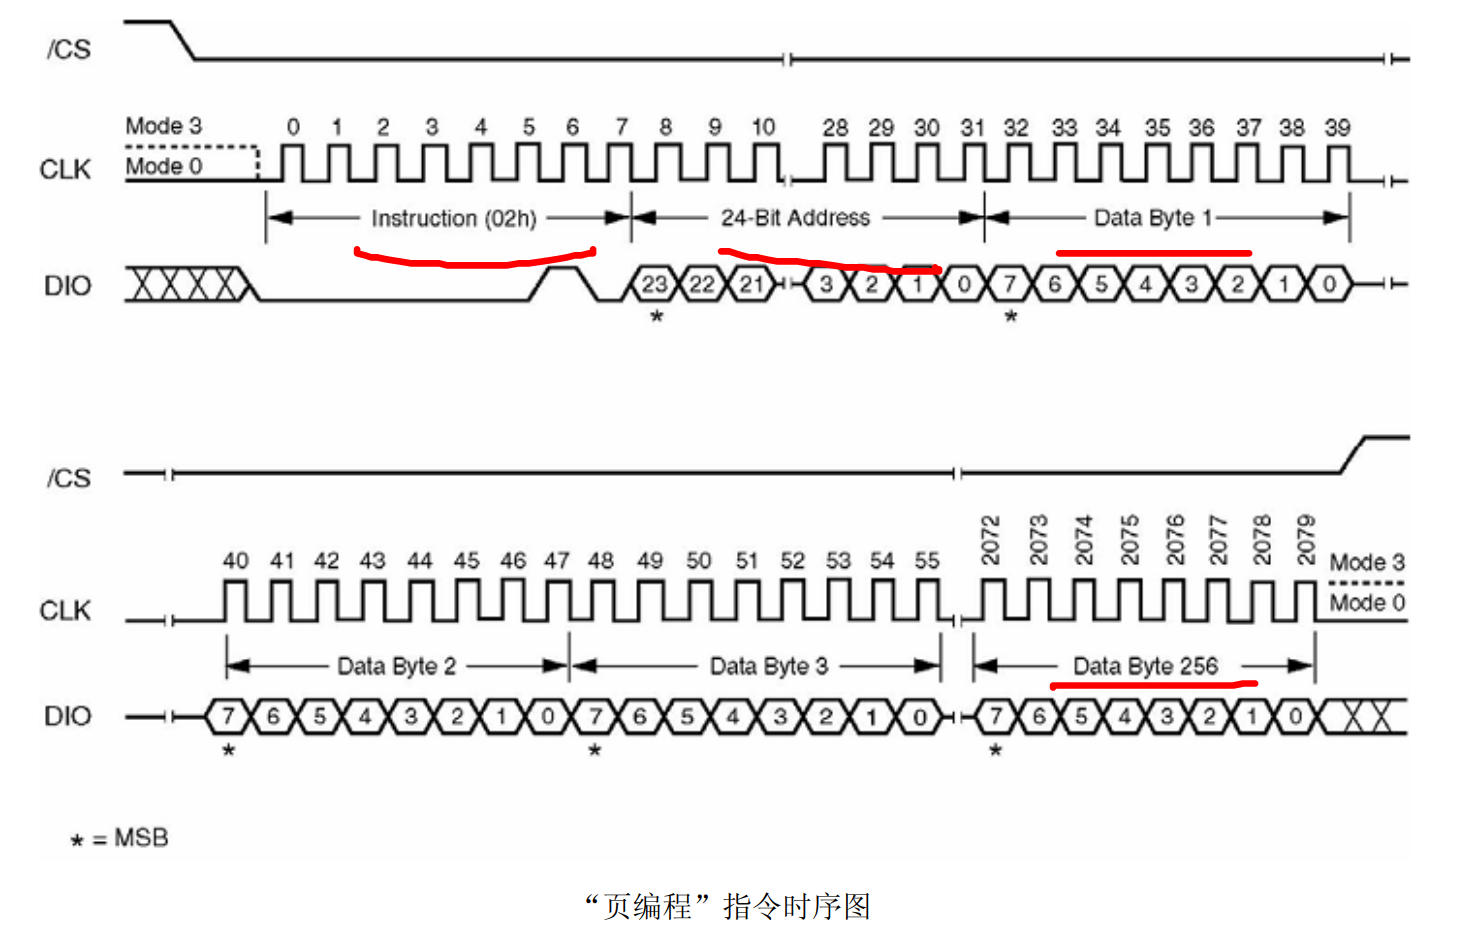 /CS
Mode 3 0 1 2 3 4 5 6 7 8 9 10 28 29 30 31 32 33 34 35 36 37 38 39
CLK Mode 0
Instruction (02h) 24-Bit Address Data Byte 1
DIO 23 22 21 3 2 1 0 7 6 5 4 3 2 1 0
* *
/CS
40 41 42 43 44 45 46 47 48 49 50 51 52 53 54 55 2072 2073 2074 2075 2076 2077 2078 2079 Mode 3
CLK Mode 0
Data Byte 2 Data Byte 3 Data Byte 256
DIO 7 6 5 4 3 2 1 0 7 6 5 4 3 2 1 0 7 6 5 4 3 2 1 0
* * *
* = MSB
“页编程”指令时序图